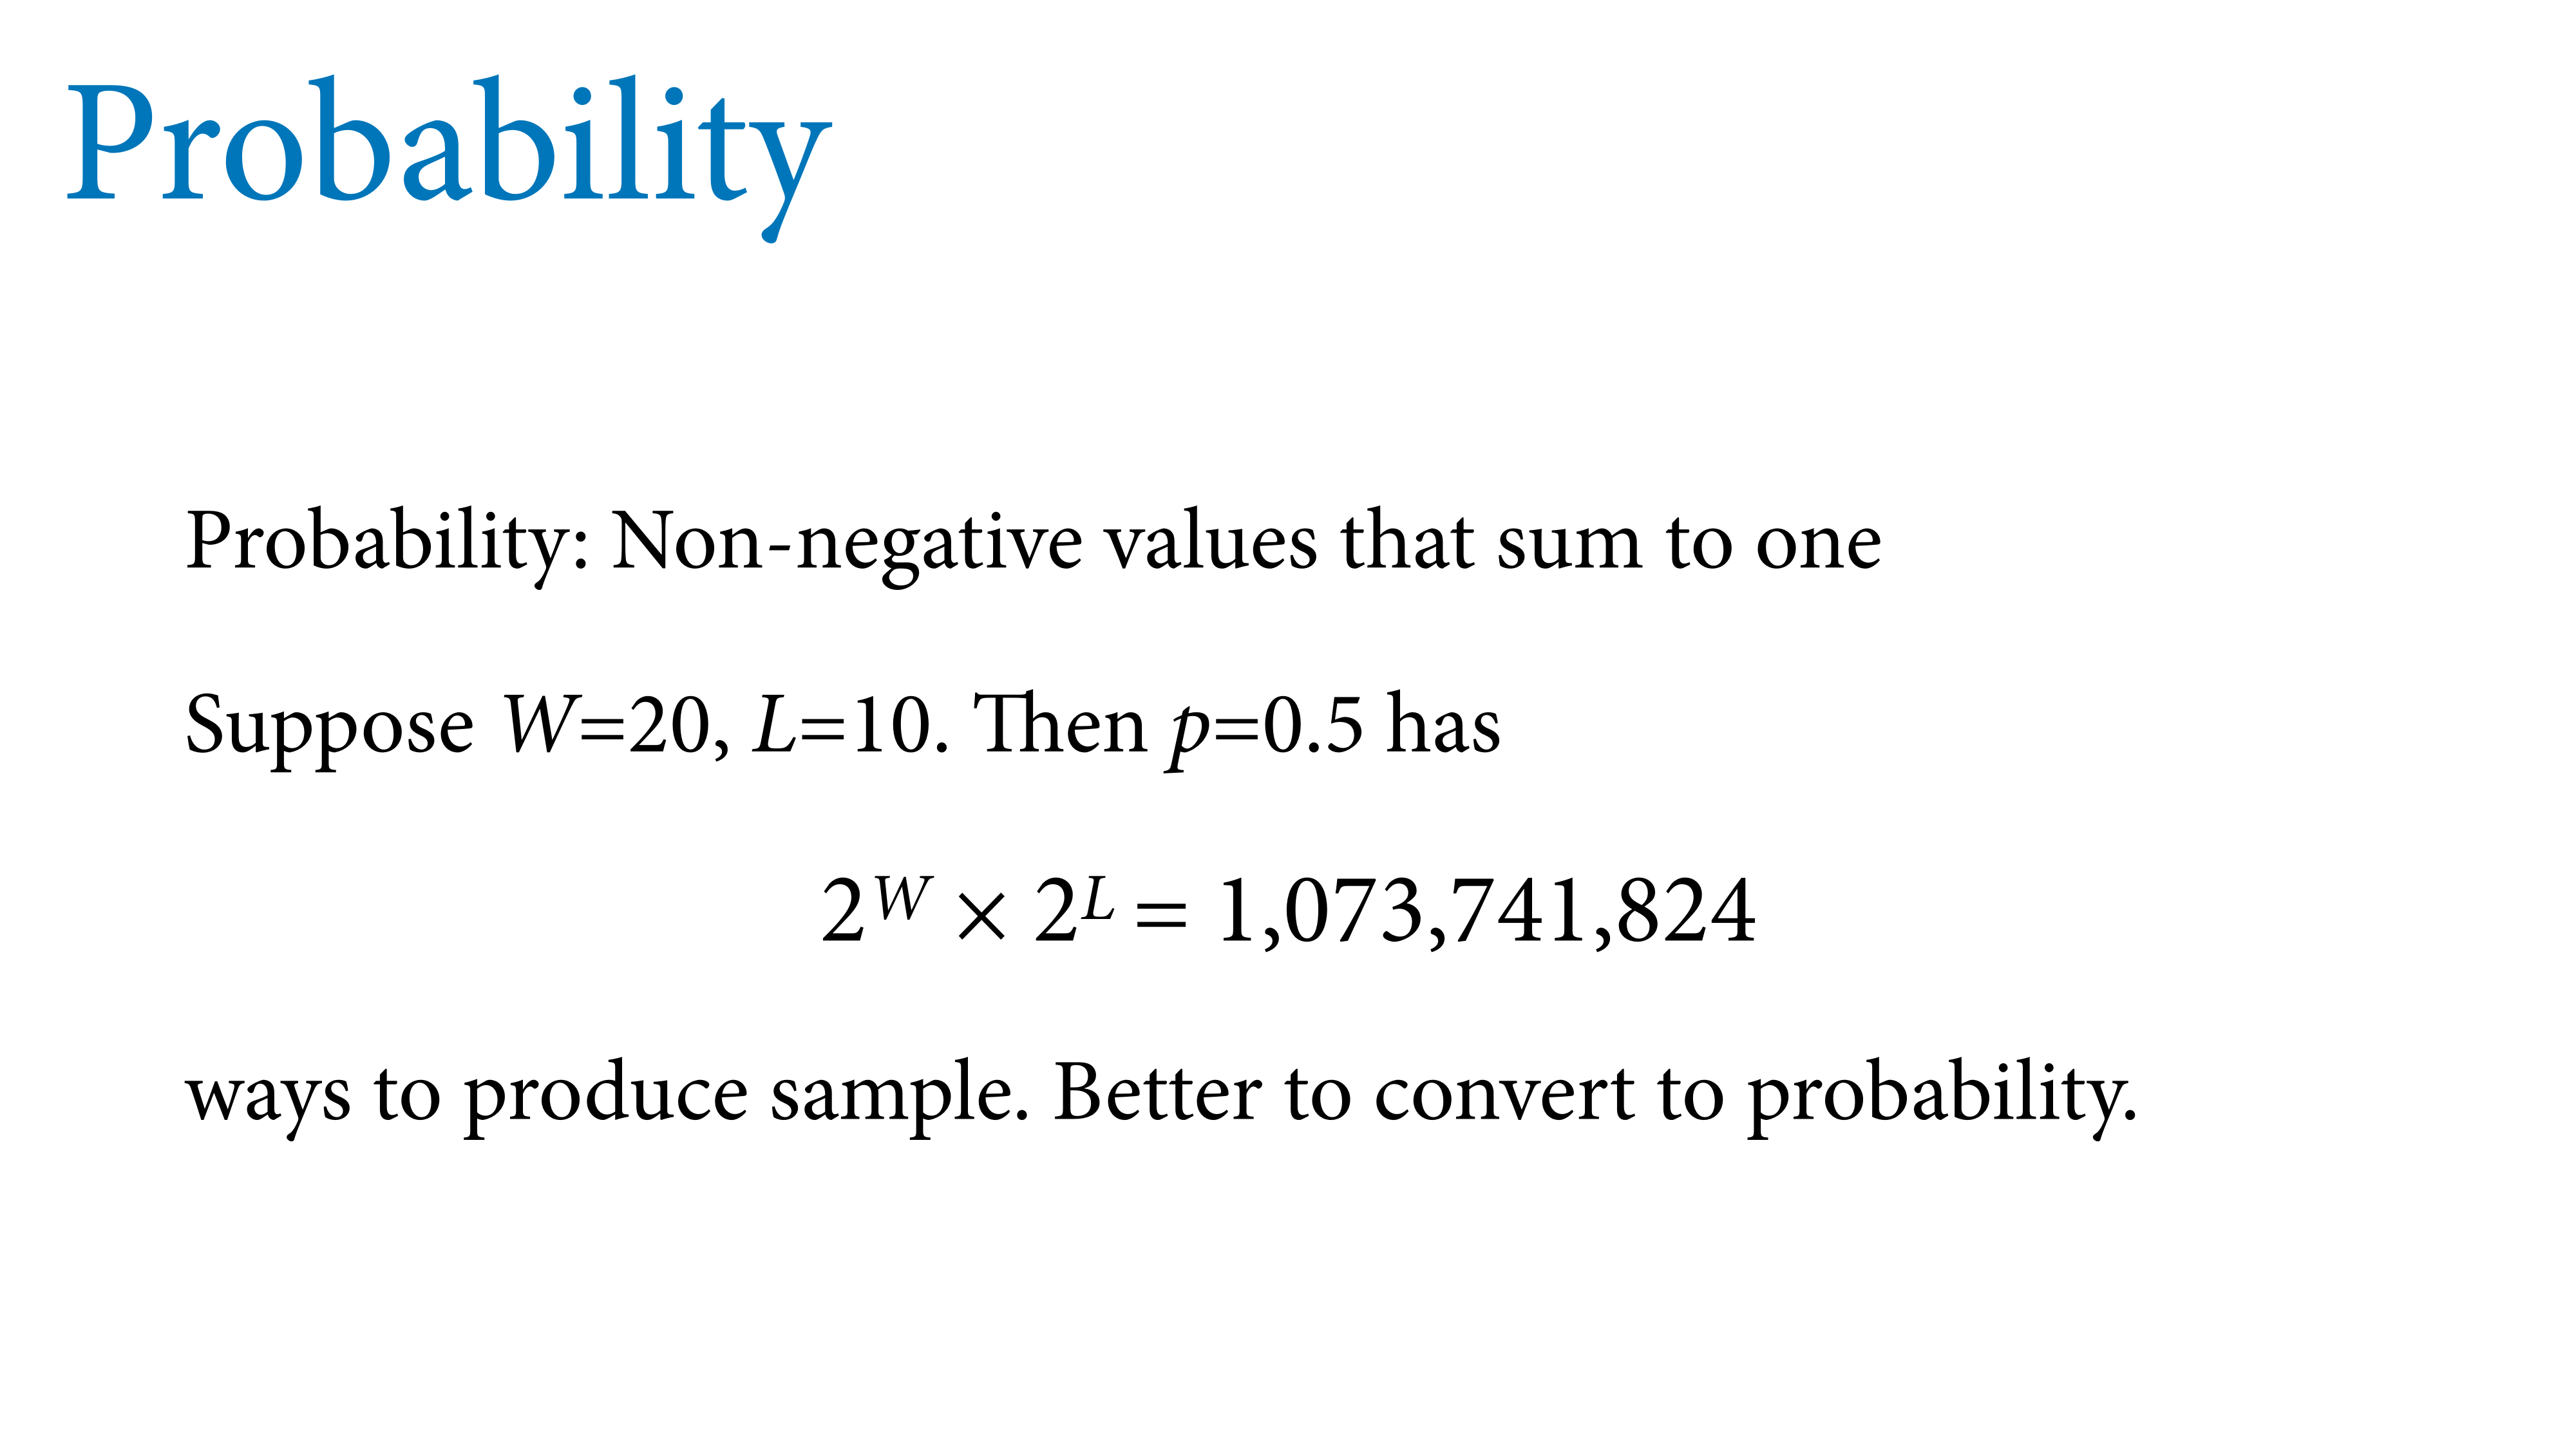 Probability
Probability: Non-negative values that sum to one
Suppose W=20, L=10. Then p=0.5 has
2^W × 2^L = 1,073,741,824
ways to produce sample. Better to convert to probability.